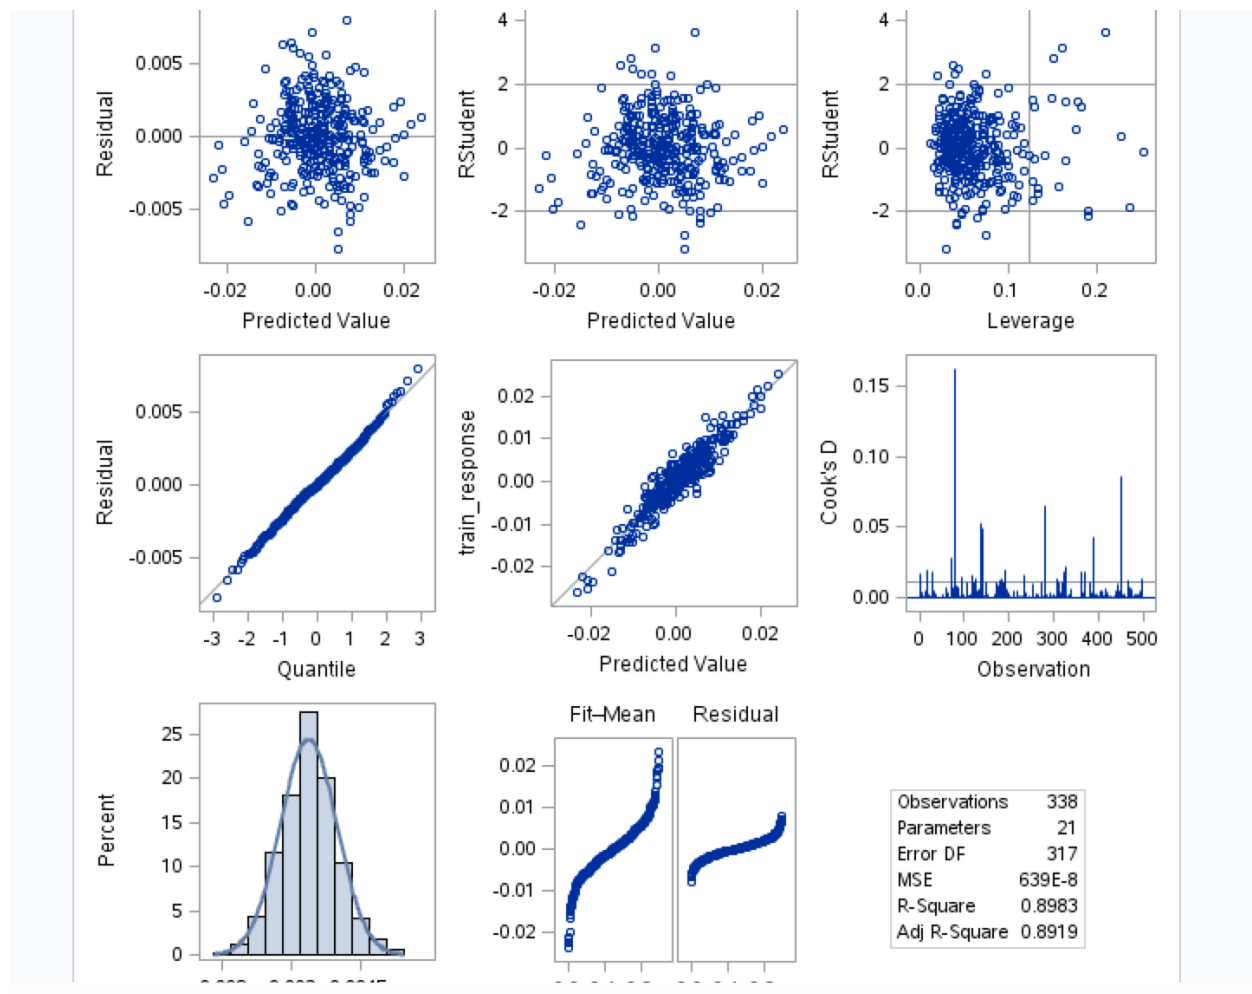 4
0.005
2
0.000
0
-0.005
-2
Residual
RStudent
4
2
0
-2
RStudent
-0.02 0.00 0.02
-0.02 0.00 0.02
0.0 0.1 0.2
Predicted Value
Predicted Value
Leverage
0.005
0.000
-0.005
Residual
-3 -2 -1 0 1 2 3
Quantile
0.02
0.01
0.00
-0.01
-0.02
train_response
-0.02 0.00 0.02
Predicted Value
0.15
0.10
0.05
0.00
Cook's D
0 100 200 300 400 500
Observation
25
20
15
10
5
0
Percent
Fit–Mean Residual
0.02
0.01
0.00
-0.01
-0.02
Observations 338
Parameters 21
Error DF 317
MSE 639E-8
R-Square 0.8983
Adj R-Square 0.8919